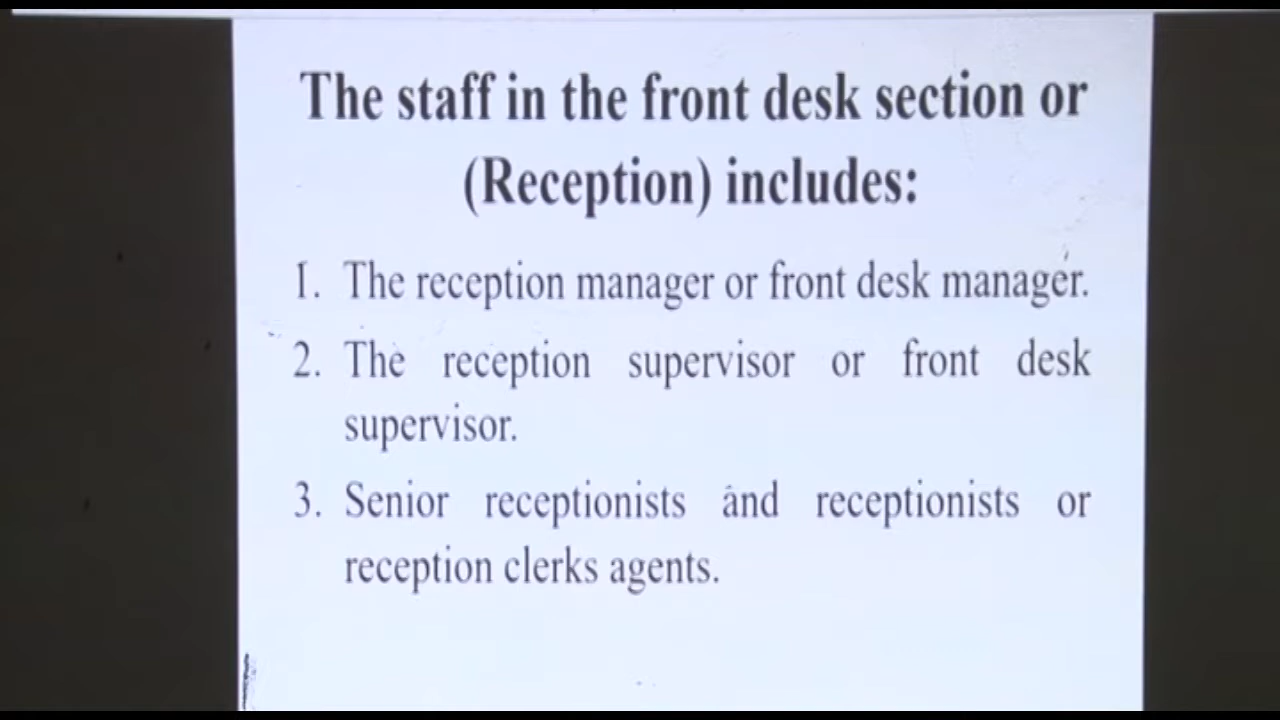 The staff in the front desk section or
(Reception) includes:
1. The reception manager or front desk manager.
2. The reception supervisor or front desk
supervisor.
3. Senior receptionists and receptionists or
reception clerks agents.